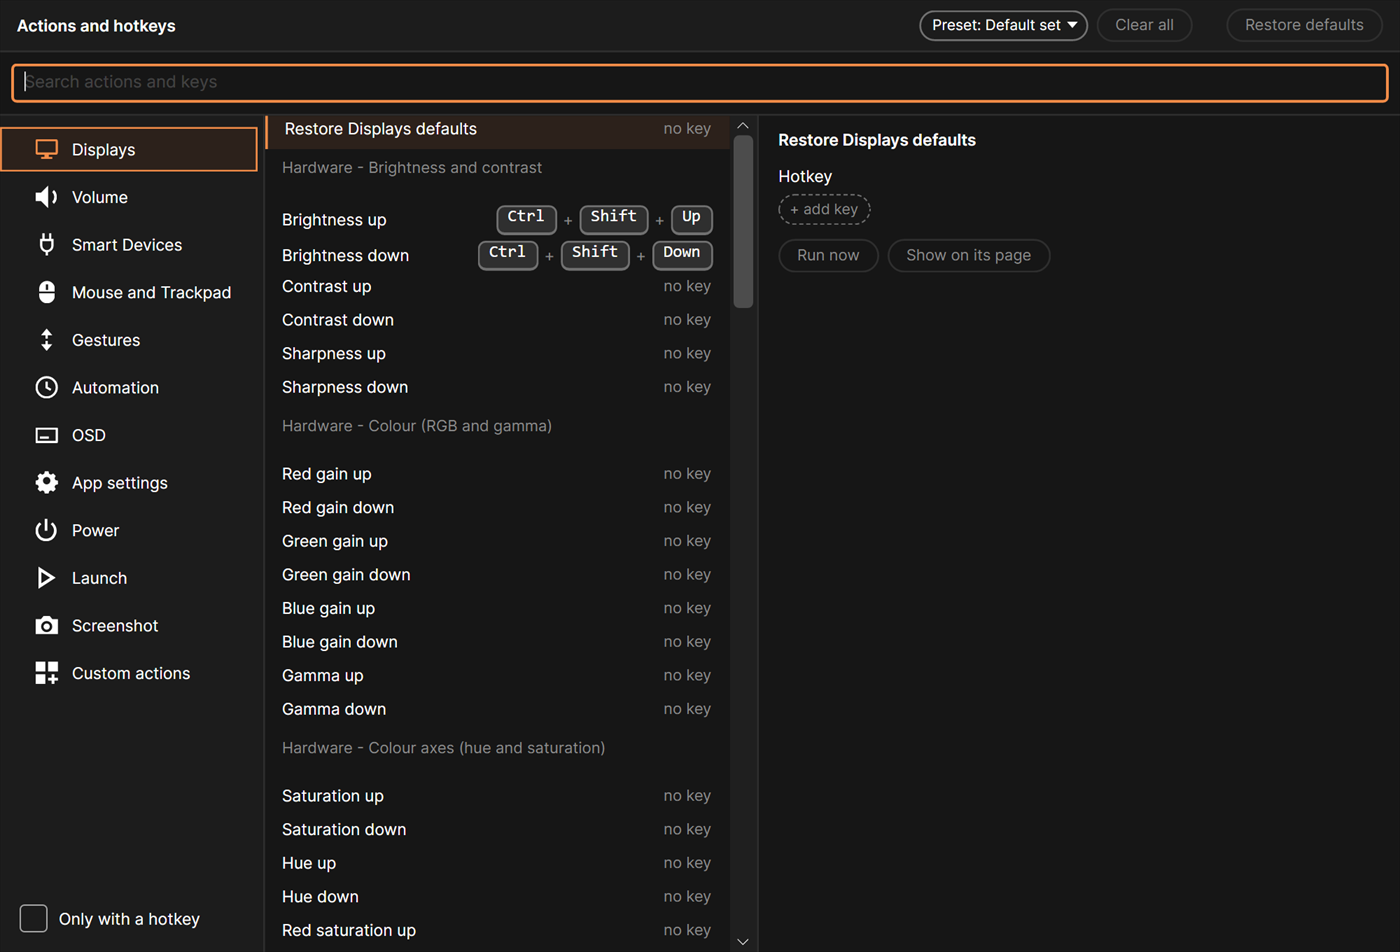 Actions and hotkeys
Preset: Default set
Clear all
Restore defaults
Search actions and keys
Displays
Volume
Smart Devices
Mouse and Trackpad
Gestures
Automation
OSD
App settings
Power
Launch
Screenshot
Custom actions
Only with a hotkey
Restore Displays defaults no key
Hardware - Brightness and contrast
Brightness up Ctrl + Shift + Up
Brightness down Ctrl + Shift + Down
Contrast up no key
Contrast down no key
Sharpness up no key
Sharpness down no key
Hardware - Colour (RGB and gamma)
Red gain up no key
Red gain down no key
Green gain up no key
Green gain down no key
Blue gain up no key
Blue gain down no key
Gamma up no key
Gamma down no key
Hardware - Colour axes (hue and saturation)
Saturation up no key
Saturation down no key
Hue up no key
Hue down no key
Red saturation up no key
Restore Displays defaults
Hotkey
+ add key
Run now
Show on its page